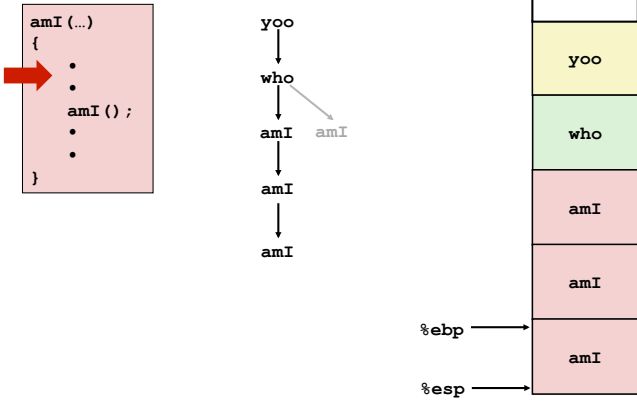 amI(…)
{
•
•
amI();
•
•
}
yoo
who
amI amI
amI
amI
yoo
who
amI
amI
%ebp
amI
%esp